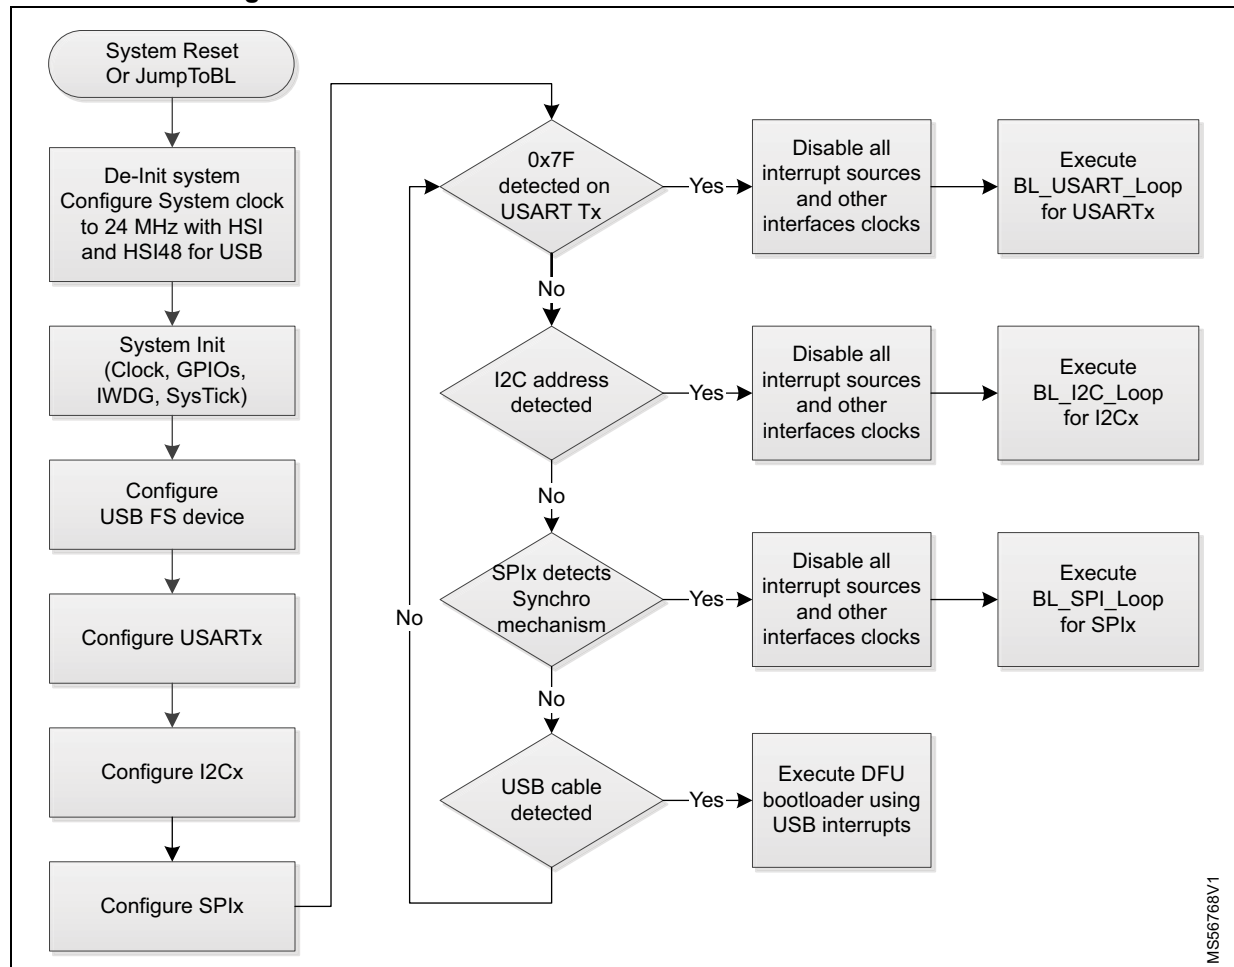 System Reset
Or JumpToBL
De-Init system
Configure System clock
to 24 MHz with HSI
and HSI48 for USB
System Init
(Clock, GPIOs,
IWDG, SysTick)
Configure
USB FS device
Configure USARTx
Configure I2Cx
Configure SPIx
0x7F
detected on
USART Tx
Yes
Disable all
interrupt sources
and other
interfaces clocks
Execute
BL_USART_Loop
for USARTx
No
I2C address
detected
Yes
Disable all
interrupt sources
and other
interfaces clocks
Execute
BL_I2C_Loop
for I2Cx
No
SPIx detects
Synchro
mechanism
Yes
Disable all
interrupt sources
and other
interfaces clocks
Execute
BL_SPI_Loop
for SPIx
No
No
USB cable
detected
Yes
Execute DFU
bootloader using
USB interrupts
MS56768V1